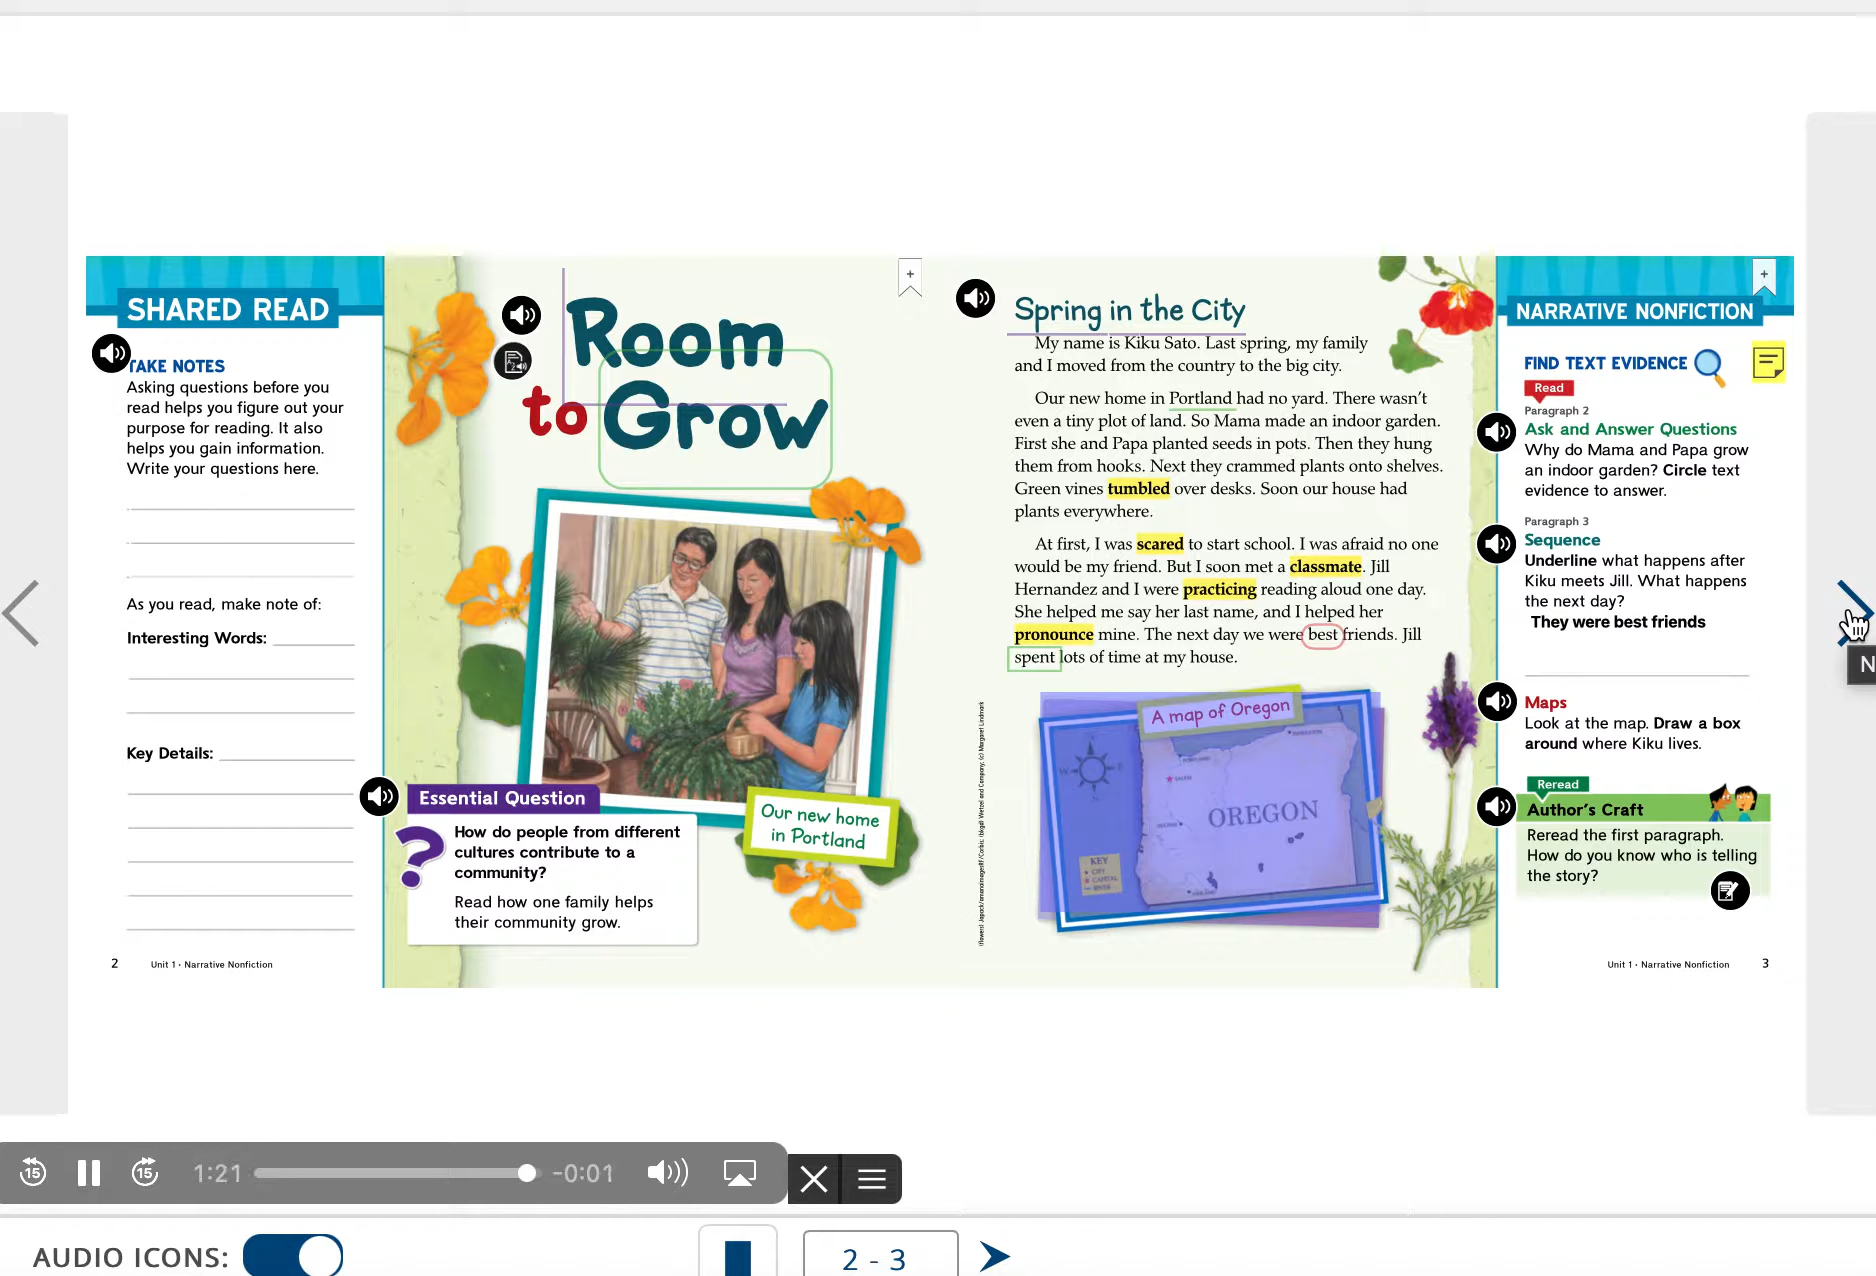 SHARED READ
TAKE NOTES
Asking questions before you
read helps you figure out your
purpose for reading. It also
helps you gain information.
Write your questions here.
As you read, make note of:
Interesting Words:
Key Details:
2
Unit 1 · Narrative Nonfiction
Room
to Grow
Essential Question
?
How do people from different
cultures contribute to a
community?
Read how one family helps
their community grow.
Our new home
in Portland
+
Spring in the City
My name is Kiku Sato. Last spring, my family
and I moved from the country to the big city.
Our new home in Portland had no yard. There wasn't
even a tiny plot of land. So Mama made an indoor garden.
First she and Papa planted seeds in pots. Then they hung
them from hooks. Next they crammed plants onto shelves.
Green vines tumbled over desks. Soon our house had
plants everywhere.
At first, I was scared to start school. I was afraid no one
would be my friend. But I soon met a classmate. Jill
Hernandez and I were practicing reading aloud one day.
She helped me say her last name, and I helped her
pronounce mine. The next day we were best friends. Jill
spent lots of time at my house.
A map of Oregon
PORTLAND
SALEM
OREGON
W
KEY
CITY
CAPITAL
RIVER
NARRATIVE NONFICTION
+
FIND TEXT EVIDENCE
Read
Paragraph 2
Ask and Answer Questions
Why do Mama and Papa grow
an indoor garden? Circle text
evidence to answer.
Paragraph 3
Sequence
Underline what happens after
Kiku meets Jill. What happens
the next day?
They were best friends
Maps
Look at the map. Draw a box
around where Kiku lives.
Reread
Author's Craft
Reread the first paragraph.
How do you know who is telling
the story?
Unit 1 · Narrative Nonfiction
3
N
15
15
1:21
-0:01
AUDIO ICONS:
2 - 3